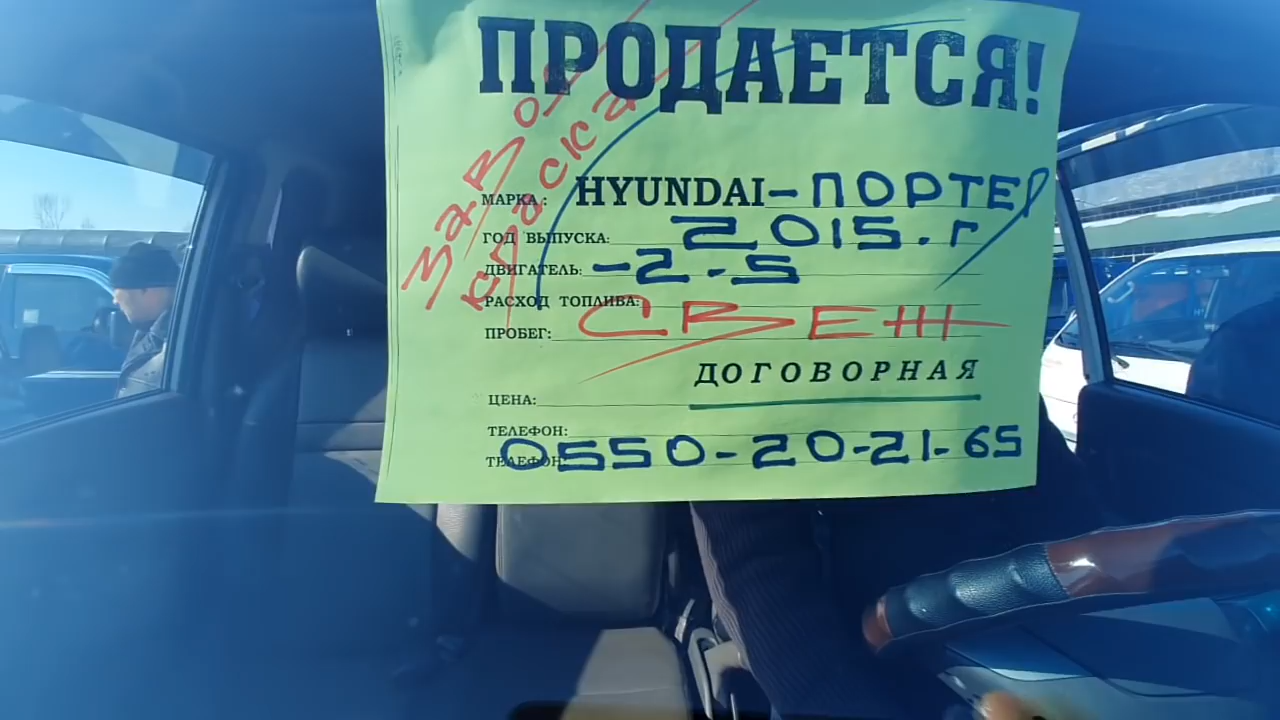 ПРОДАЕТСЯ!
ЗАВОД
КРАСКА
МАРКА: HYUNDAI-ПОРТЕР
ГОД ВЫПУСКА: 2015.г
ДВИГАТЕЛЬ: -2.5
РАСХОД ТОПЛИВА:
ПРОБЕГ: СВЕЖ
ДОГОВОРНАЯ
ЦЕНА:
ТЕЛЕФОН:
ТЕЛЕФОН: 0550-20-21-65